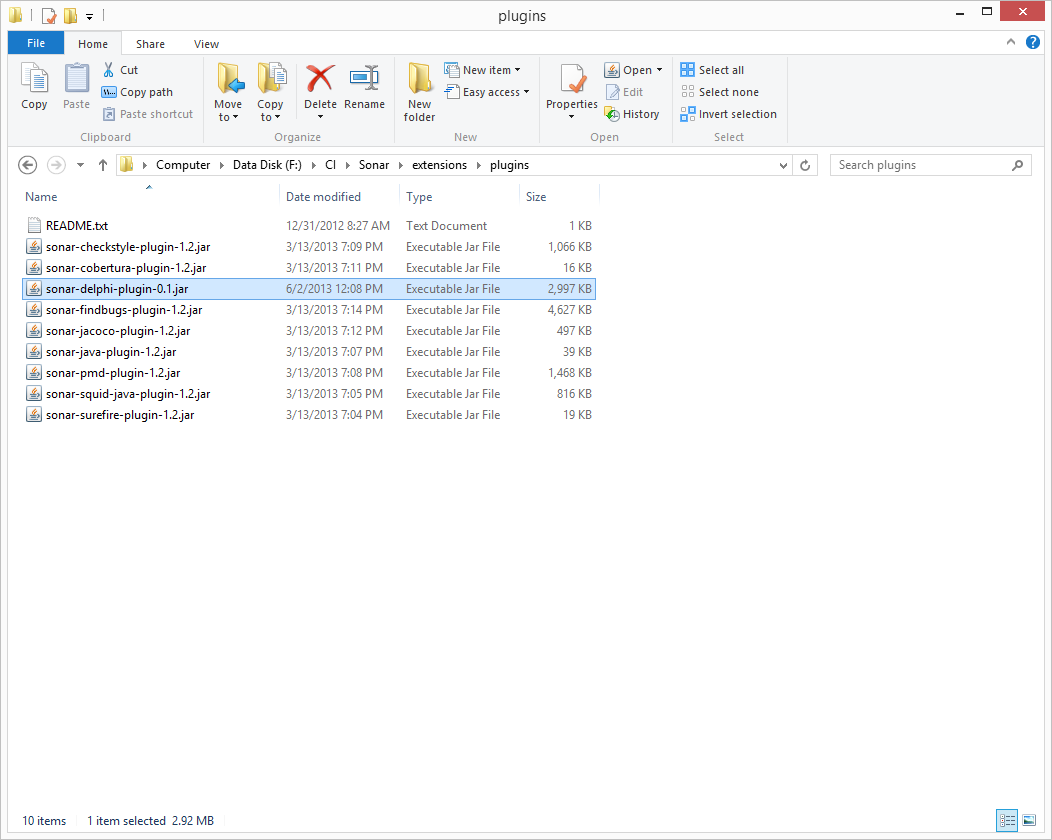 plugins
File Home Share View
Copy Paste Cut Copy path Paste shortcut Clipboard
Move to Copy to Delete Rename Organize
New folder New item Easy access New
Properties Open Edit History Open
Select all Select none Invert selection Select
Computer Data Disk (F:) CI Sonar extensions plugins Search plugins
Name Date modified Type Size
README.txt 12/31/2012 8:27 AM Text Document 1 KB
sonar-checkstyle-plugin-1.2.jar 3/13/2013 7:09 PM Executable Jar File 1,066 KB
sonar-cobertura-plugin-1.2.jar 3/13/2013 7:11 PM Executable Jar File 16 KB
sonar-delphi-plugin-0.1.jar 6/2/2013 12:08 PM Executable Jar File 2,997 KB
sonar-findbugs-plugin-1.2.jar 3/13/2013 7:14 PM Executable Jar File 4,627 KB
sonar-jacoco-plugin-1.2.jar 3/13/2013 7:12 PM Executable Jar File 497 KB
sonar-java-plugin-1.2.jar 3/13/2013 7:07 PM Executable Jar File 39 KB
sonar-pmd-plugin-1.2.jar 3/13/2013 7:08 PM Executable Jar File 1,468 KB
sonar-squid-java-plugin-1.2.jar 3/13/2013 7:05 PM Executable Jar File 816 KB
sonar-surefire-plugin-1.2.jar 3/13/2013 7:04 PM Executable Jar File 19 KB
10 items 1 item selected 2.92 MB